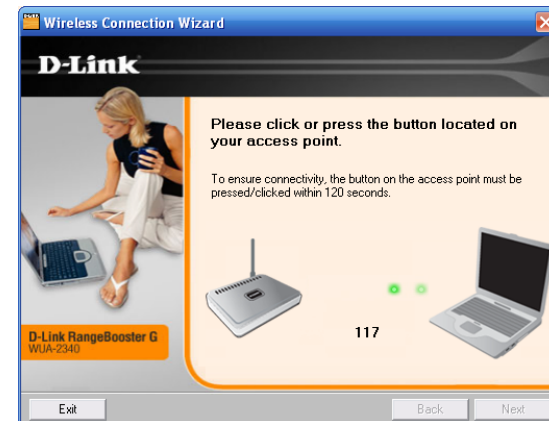 Wireless Connection Wizard
D-Link
Please click or press the button located on
your access point.
To ensure connectivity, the button on the access point must be
pressed/clicked within 120 seconds.
117
D-Link RangeBooster G
WUA-2340
Exit
Back
Next